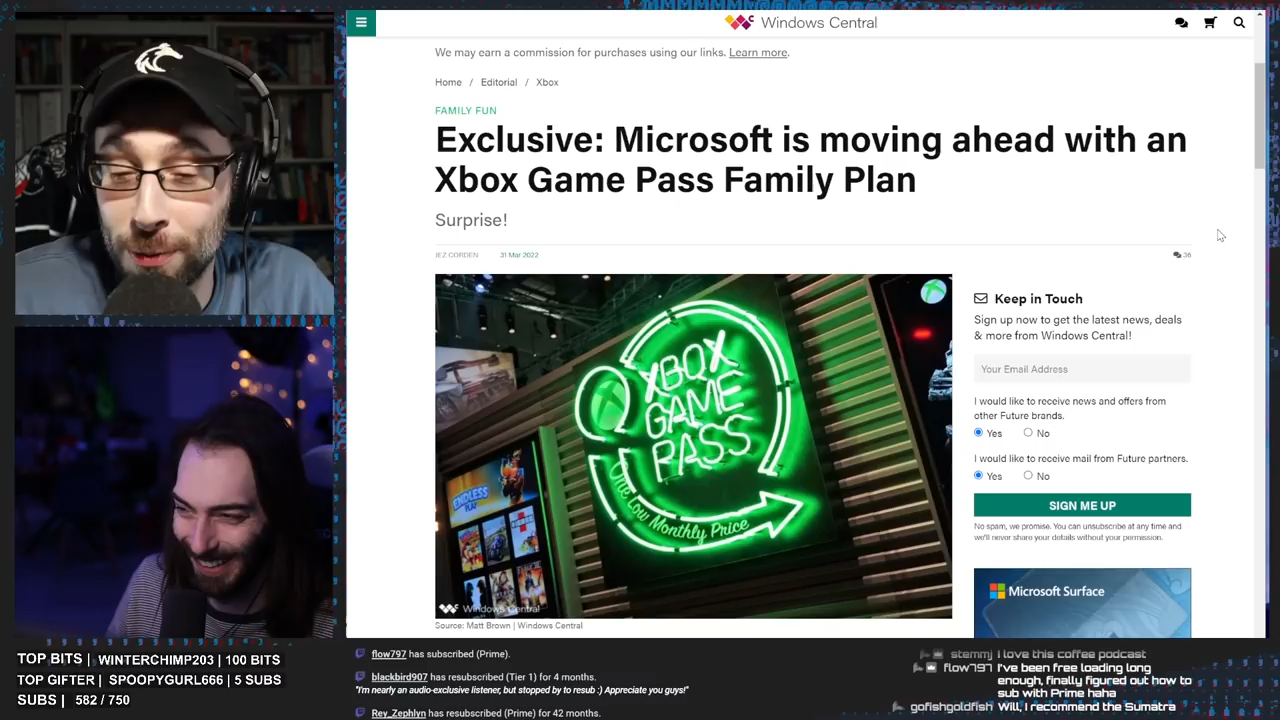 Windows Central
We may earn a commission for purchases using our links. Learn more.
Home / Editorial / Xbox
FAMILY FUN
Exclusive: Microsoft is moving ahead with an
Xbox Game Pass Family Plan
Surprise!
JEZ CORDEN 31 Mar 2022
36
XBOX
GAME
PASS
One Low Monthly Price
ENDLESS
Windows Central
Source: Matt Brown | Windows Central
Keep in Touch
Sign up now to get the latest news, deals
& more from Windows Central!
Your Email Address
I would like to receive news and offers from
other Future brands.
Yes No
I would like to receive mail from Future partners.
Yes No
SIGN ME UP
No spam, we promise. You can unsubscribe at any time and
we'll never share your details without your permission.
Microsoft Surface
TOP BITS | WINTERCHIMP203 | 100 BITS
TOP GIFTER | SPOOPYGURL666 | 5 SUBS
SUBS | 582 / 750
flow797 has subscribed (Prime).
blackbird907 has resubscribed (Tier 1) for 4 months.
"I'm nearly an audio-exclusive listener, but stopped by to resub :) Appreciate you guys!"
Rev_Zephlyn has resubscribed (Prime) for 42 months.
stemmj I love this coffee podcast
flow797 I've been free loading long
enough, finally figured out how to
sub with Prime haha
gofishgoldfish Will, I recommend the Sumatra